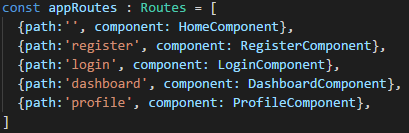 const appRoutes : Routes = [
{path:'', component: HomeComponent},
{path:'register', component: RegisterComponent},
{path:'login', component: LoginComponent},
{path:'dashboard', component: DashboardComponent},
{path:'profile', component: ProfileComponent},
]